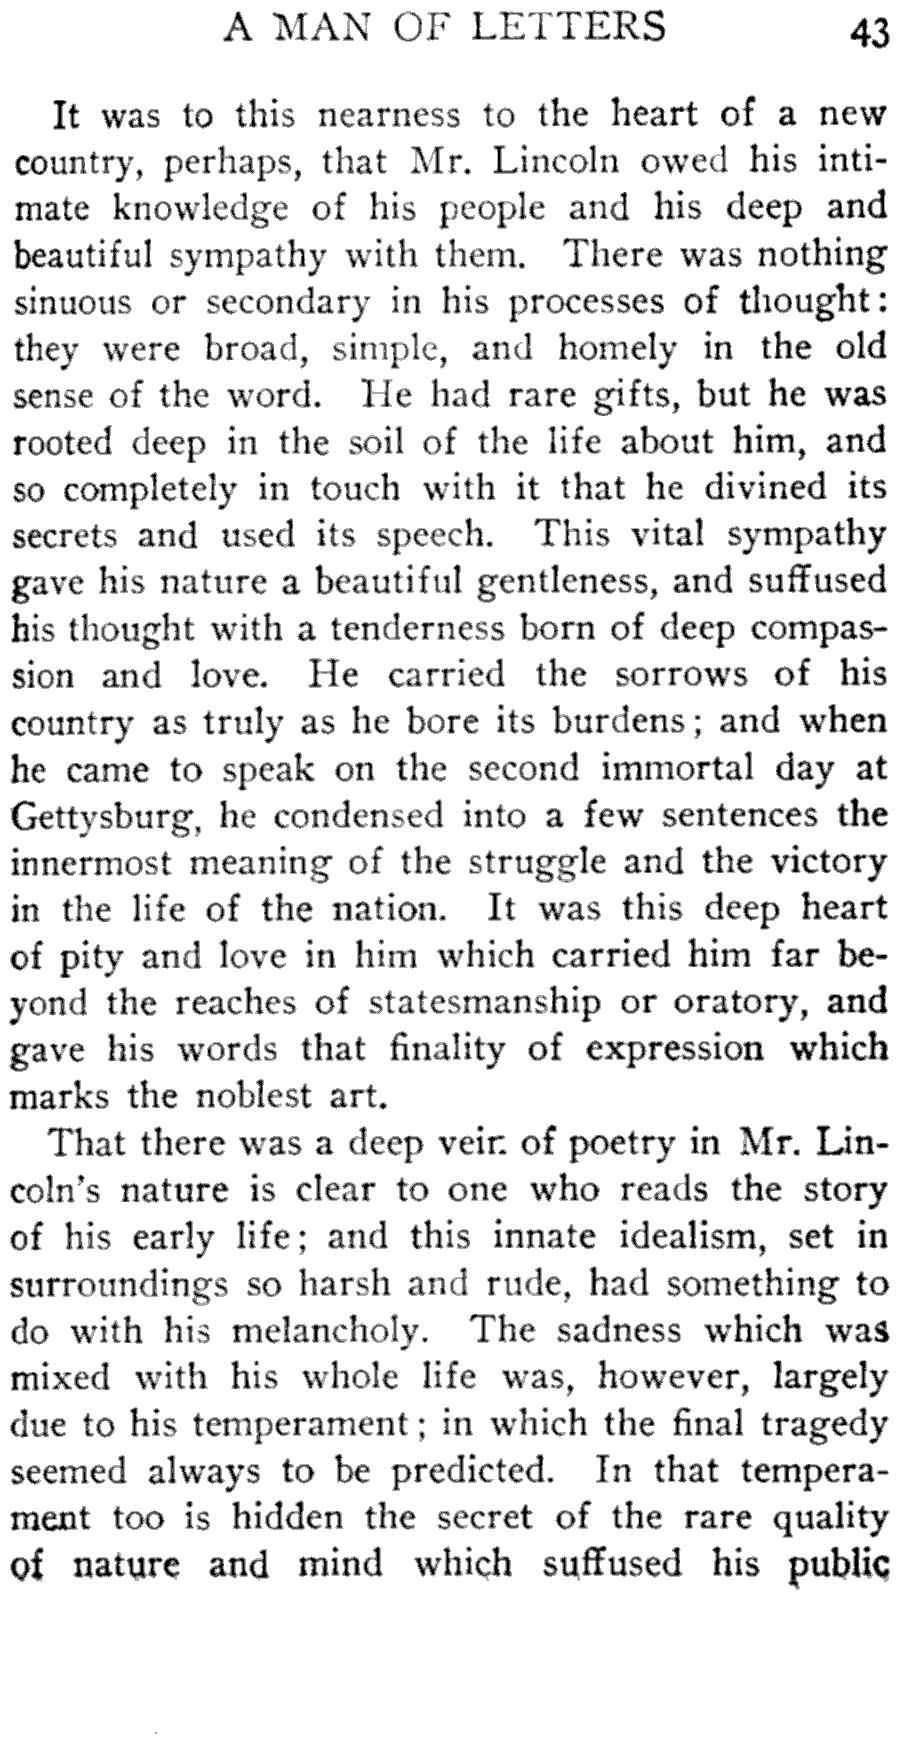 A MAN OF LETTERS 43
It was to this nearness to the heart of a new
country, perhaps, that Mr. Lincoln owed his inti-
mate knowledge of his people and his deep and
beautiful sympathy with them. There was nothing
sinuous or secondary in his processes of thought:
they were broad, simple, and homely in the old
sense of the word. He had rare gifts, but he was
rooted deep in the soil of the life about him, and
so completely in touch with it that he divined its
secrets and used its speech. This vital sympathy
gave his nature a beautiful gentleness, and suffused
his thought with a tenderness born of deep compas-
sion and love. He carried the sorrows of his
country as truly as he bore its burdens; and when
he came to speak on the second immortal day at
Gettysburg, he condensed into a few sentences the
innermost meaning of the struggle and the victory
in the life of the nation. It was this deep heart
of pity and love in him which carried him far be-
yond the reaches of statesmanship or oratory, and
gave his words that finality of expression which
marks the noblest art.
That there was a deep vein of poetry in Mr. Lin-
coln's nature is clear to one who reads the story
of his early life; and this innate idealism, set in
surroundings so harsh and rude, had something to
do with his melancholy. The sadness which was
mixed with his whole life was, however, largely
due to his temperament; in which the final tragedy
seemed always to be predicted. In that tempera-
ment too is hidden the secret of the rare quality
of nature and mind which suffused his public